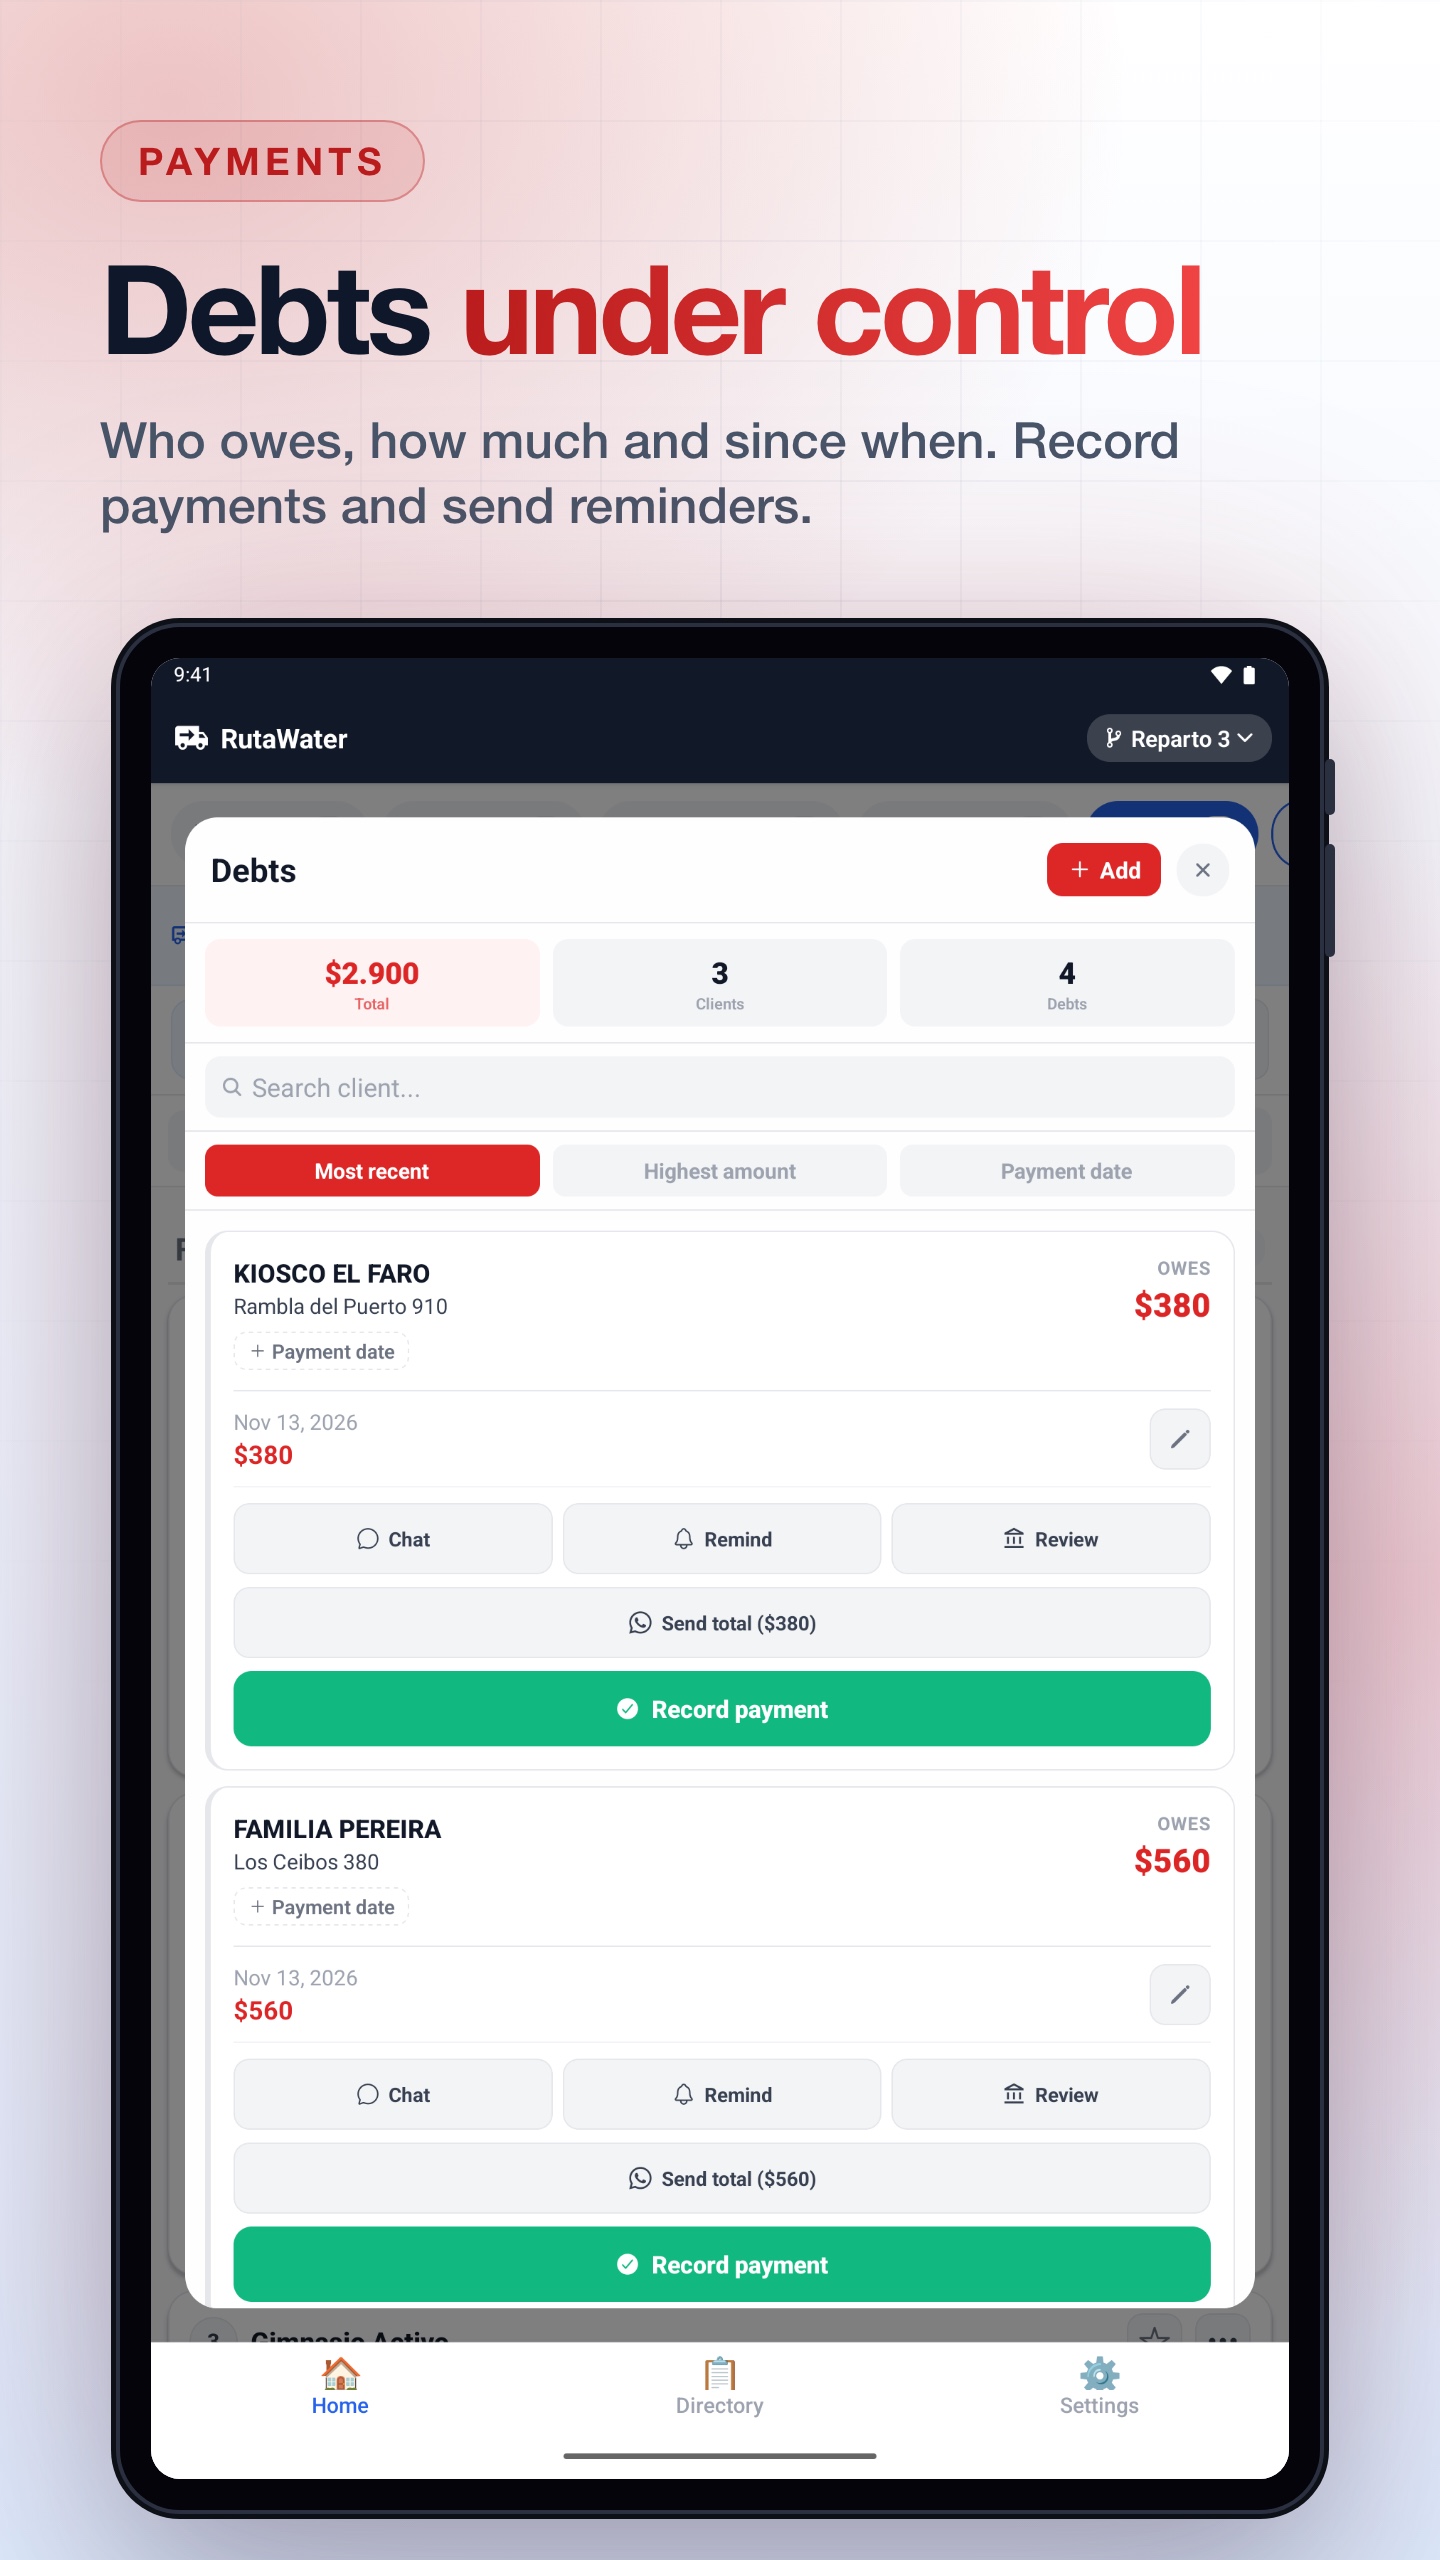 PAYMENTS
Debts under control
Who owes, how much and since when. Record
payments and send reminders.
9:41
RutaWater
Reparto 3
Debts
+ Add
$2.900
Total
3
Clients
4
Debts
Search client...
Most recent
Highest amount
Payment date
KIOSCO EL FARO
Rambla del Puerto 910
+ Payment date
OWES
$380
Nov 13, 2026
$380
Chat
Remind
Review
Send total ($380)
Record payment
FAMILIA PEREIRA
Los Ceibos 380
+ Payment date
OWES
$560
Nov 13, 2026
$560
Chat
Remind
Review
Send total ($560)
Record payment
3
Gimnasio Activo
Home
Directory
Settings